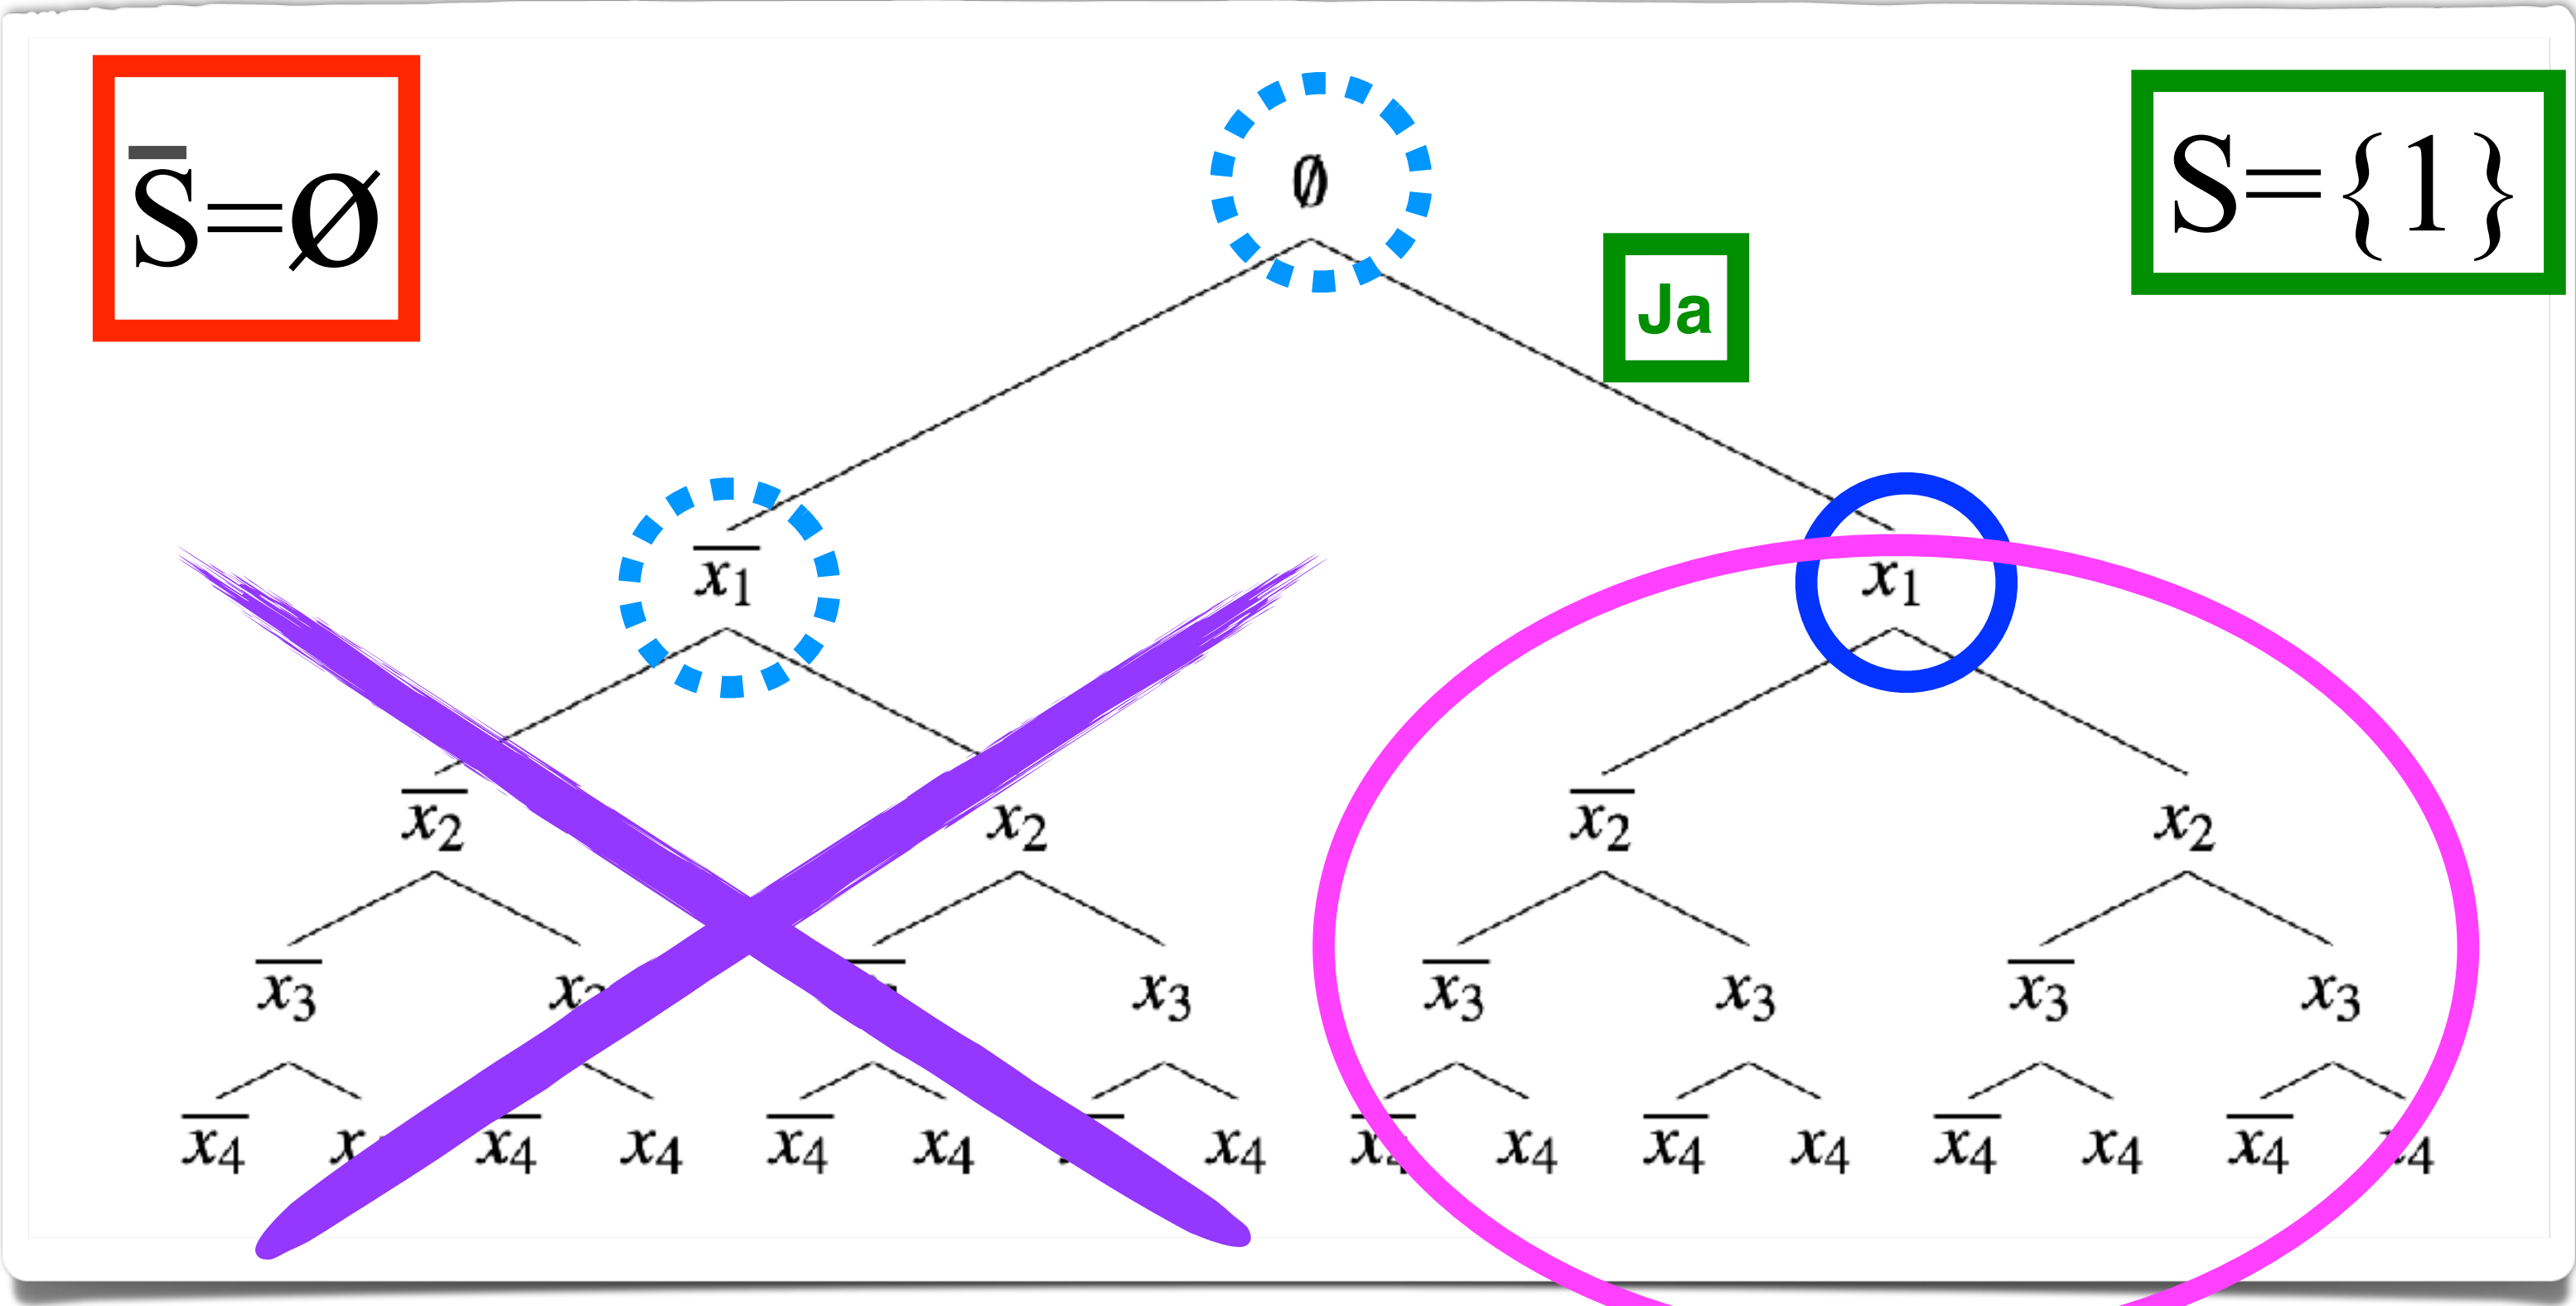 S̅=Ø
∅
S={1}
Ja
x̅₁ x₁
x̅₂ x₂ x̅₂ x₂
x̅₃ x₃ x̅₃ x₃ x̅₃ x₃
x̅₄ x̅₄ x₄ x̅₄ x₄ x₄ x̅₄ x₄ x̅₄ x₄ x̅₄ x₄ x̅₄